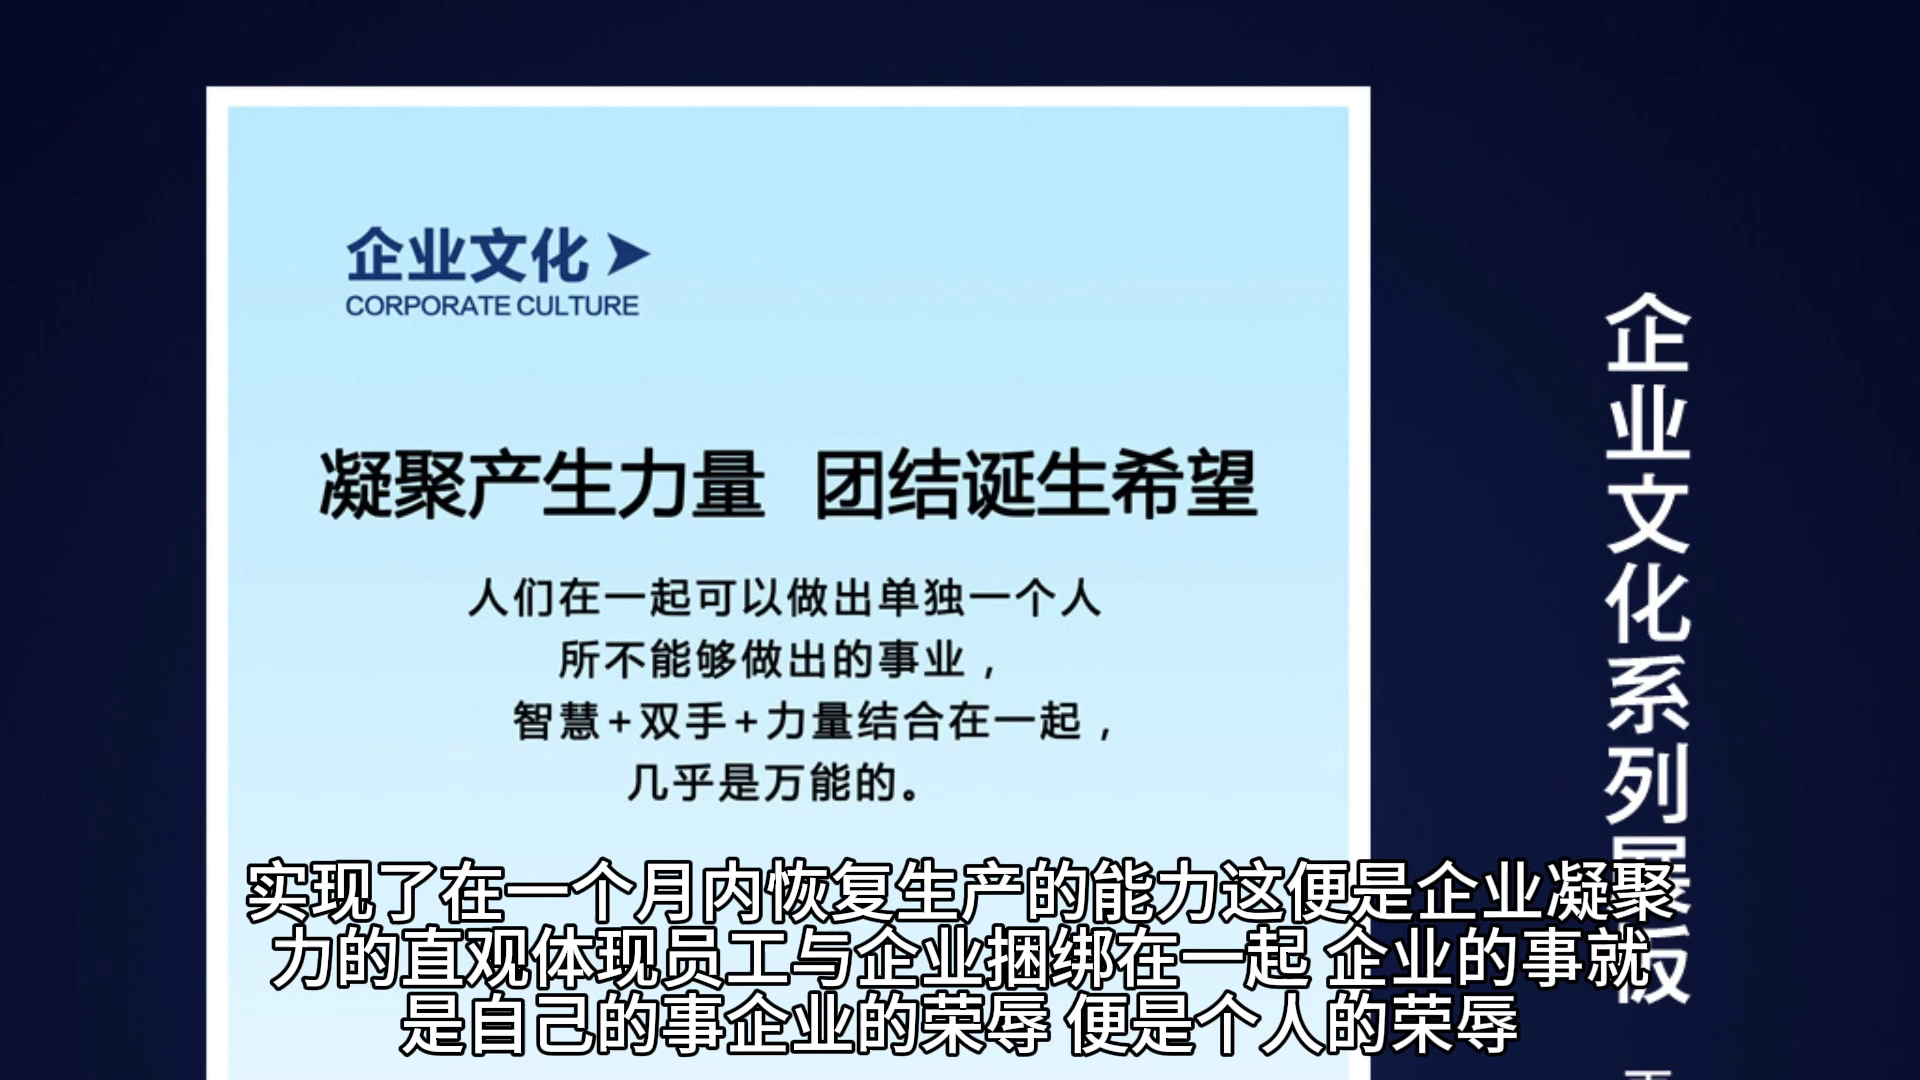 企业文化
CORPORATE CULTURE
凝聚产生力量 团结诞生希望
人们在一起可以做出单独一个人
所不能够做出的事业，
智慧+双手+力量结合在一起，
几乎是万能的。
企业文化系列展板
实现了在一个月内恢复生产的能力这便是企业凝聚
力的直观体现员工与企业捆绑在一起 企业的事就
是自己的事企业的荣辱 便是个人的荣辱